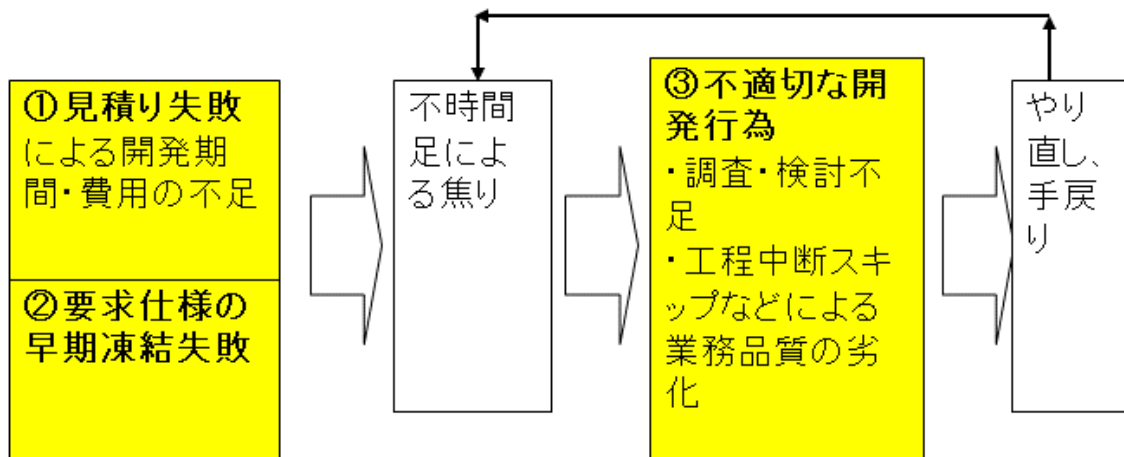 ①見積り失敗
による開発期
間・費用の不足
②要求仕様の
早期凍結失敗
不時間
足によ
る焦り
③不適切な開
発行為
・調査・検討不
足
・工程中断スキ
ップなどによる
業務品質の劣
化
やり
直し、
手戻
り